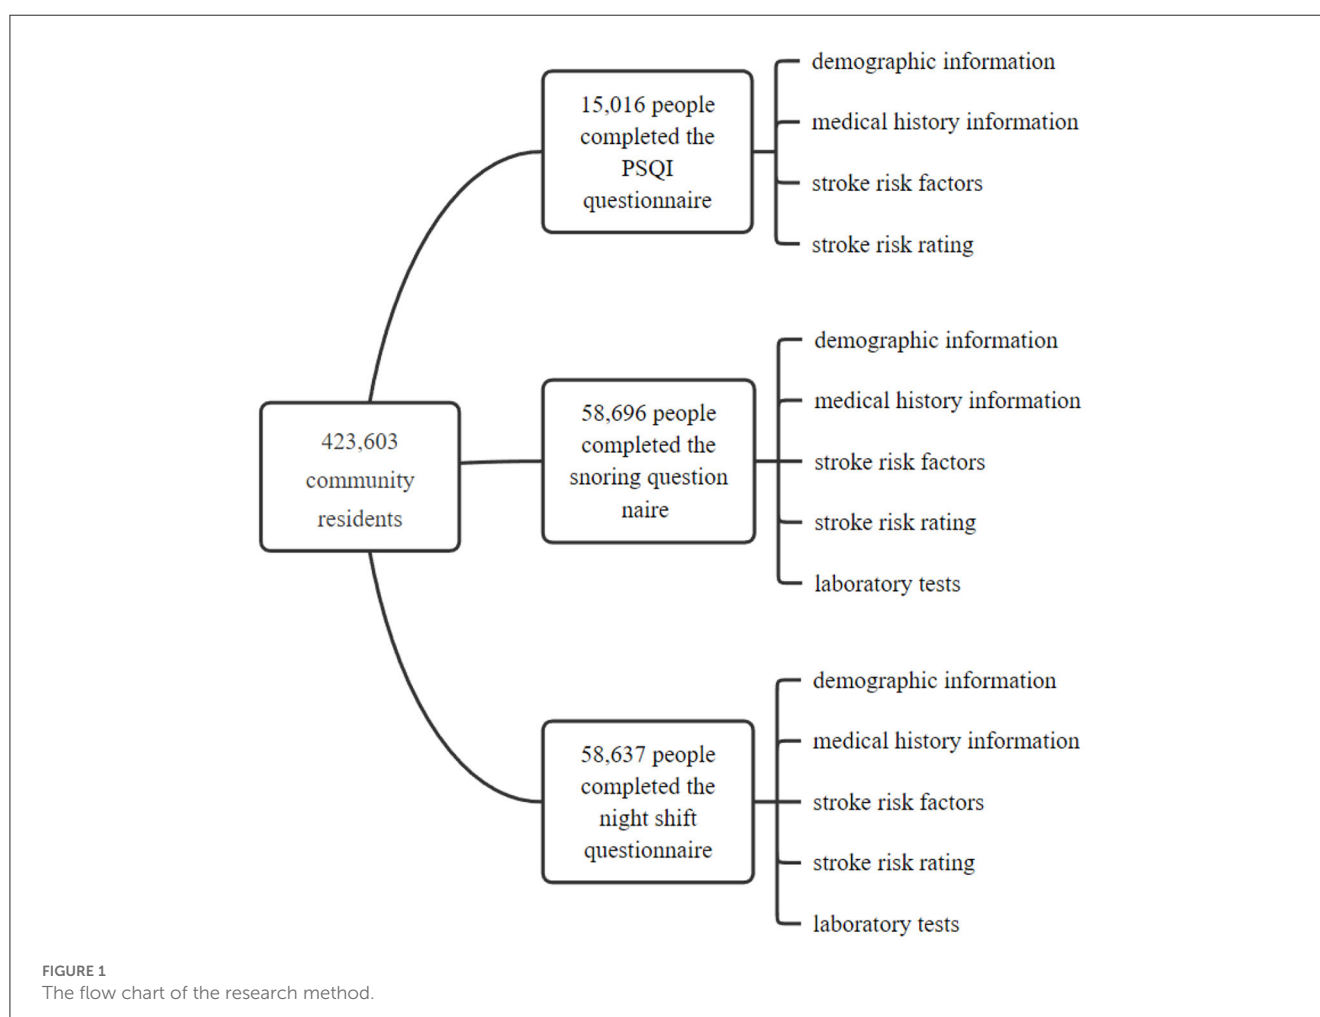 15,016 people
completed the
PSQI
questionnaire
demographic information
medical history information
stroke risk factors
stroke risk rating
423,603
community
residents
58,696 people
completed the
snoring question
naire
demographic information
medical history information
stroke risk factors
stroke risk rating
laboratory tests
58,637 people
completed the
night shift
questionnaire
demographic information
medical history information
stroke risk factors
stroke risk rating
laboratory tests
FIGURE 1
The flow chart of the research method.